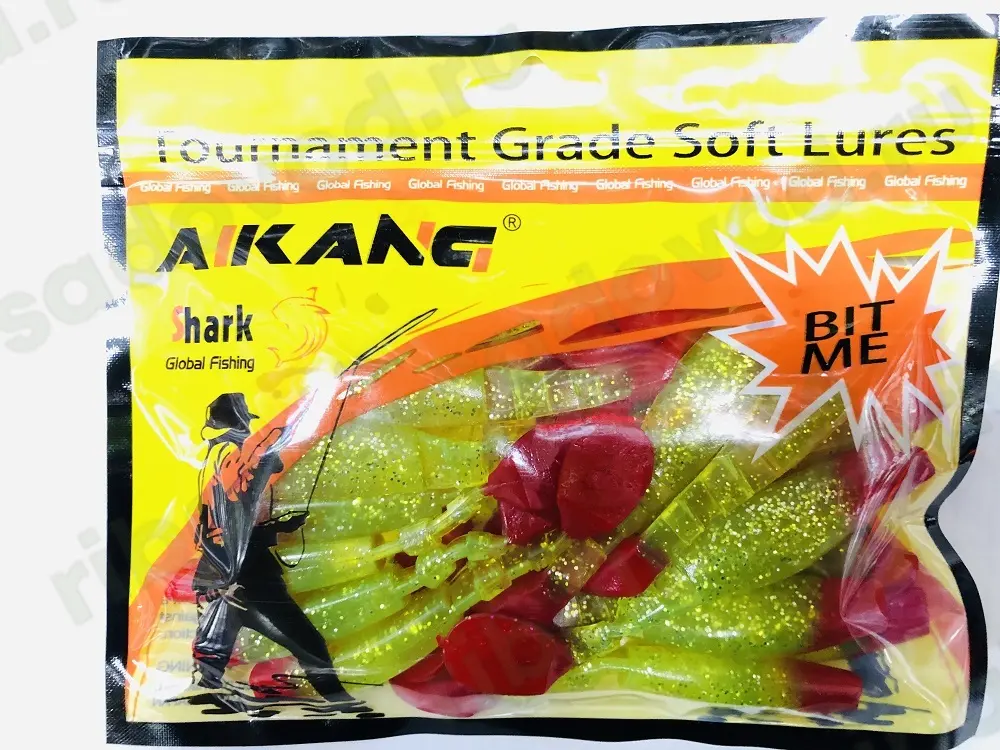 Tournament Grade Soft Lures
Global Fishing Global Fishing Global Fishing Global Fishing Global Fishing Global Fishing Global Fishing Global Fishing Global Fishing
AIKANG®
Shark
Global Fishing
BIT
ME